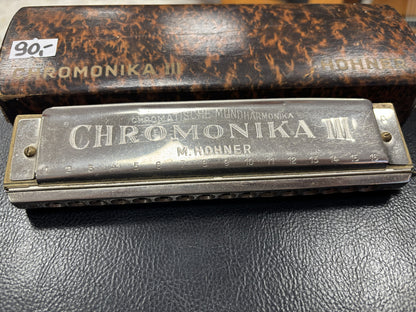 90.-
CHROMONIKA III
HOHNER
CHROMATISCHE MUNDHARMONIKA
CHROMONIKA III
M. HOHNER